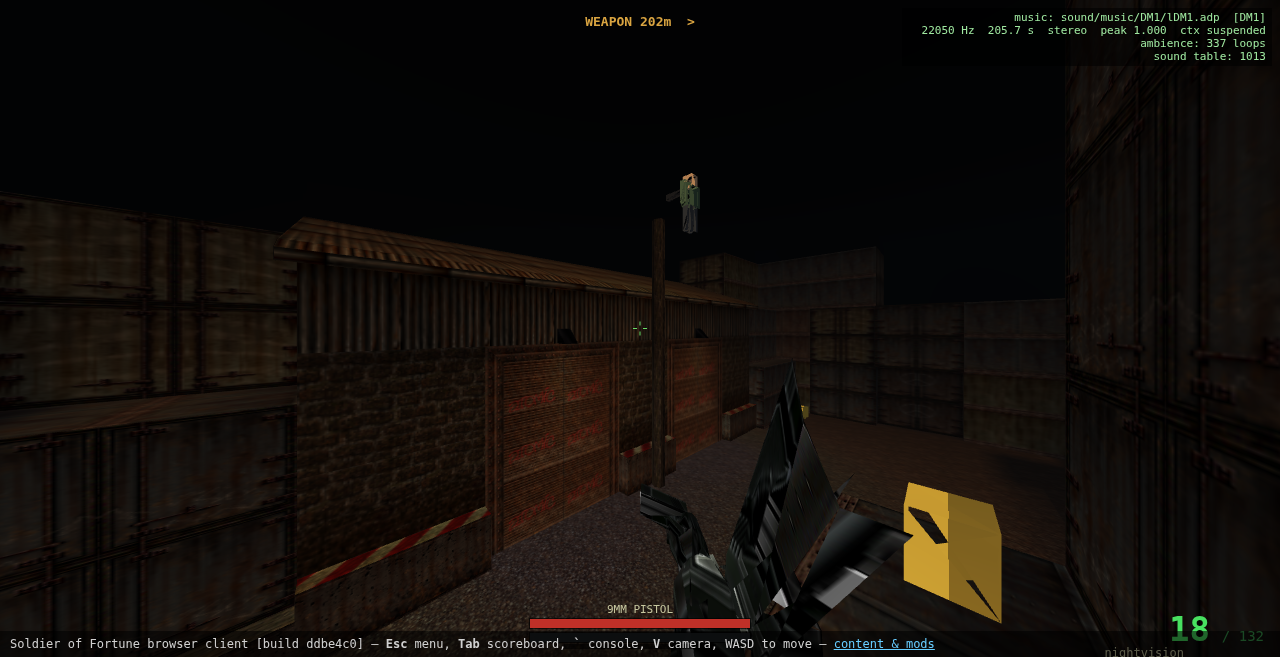 WEAPON 202m >
music: sound/music/DM1/lDM1.adp [DM1]
22050 Hz 205.7 s stereo peak 1.000 ctx suspended
ambience: 337 loops
sound table: 1013
9MM PISTOL
18 / 132
Soldier of Fortune browser client [build ddbe4c0] — Esc menu, Tab scoreboard, ` console, V camera, WASD to move — content & mods
nightvision